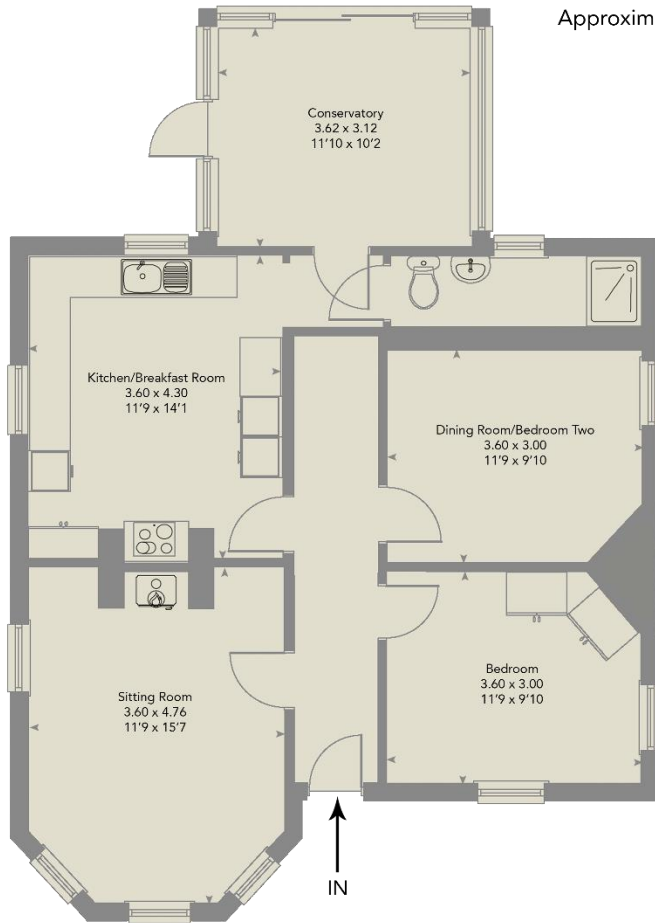 Approxim
Conservatory
3.62 x 3.12
11'10 x 10'2
Kitchen/Breakfast Room
3.60 x 4.30
11'9 x 14'1
Dining Room/Bedroom Two
3.60 x 3.00
11'9 x 9'10
Bedroom
3.60 x 3.00
11'9 x 9'10
Sitting Room
3.60 x 4.76
11'9 x 15'7
IN